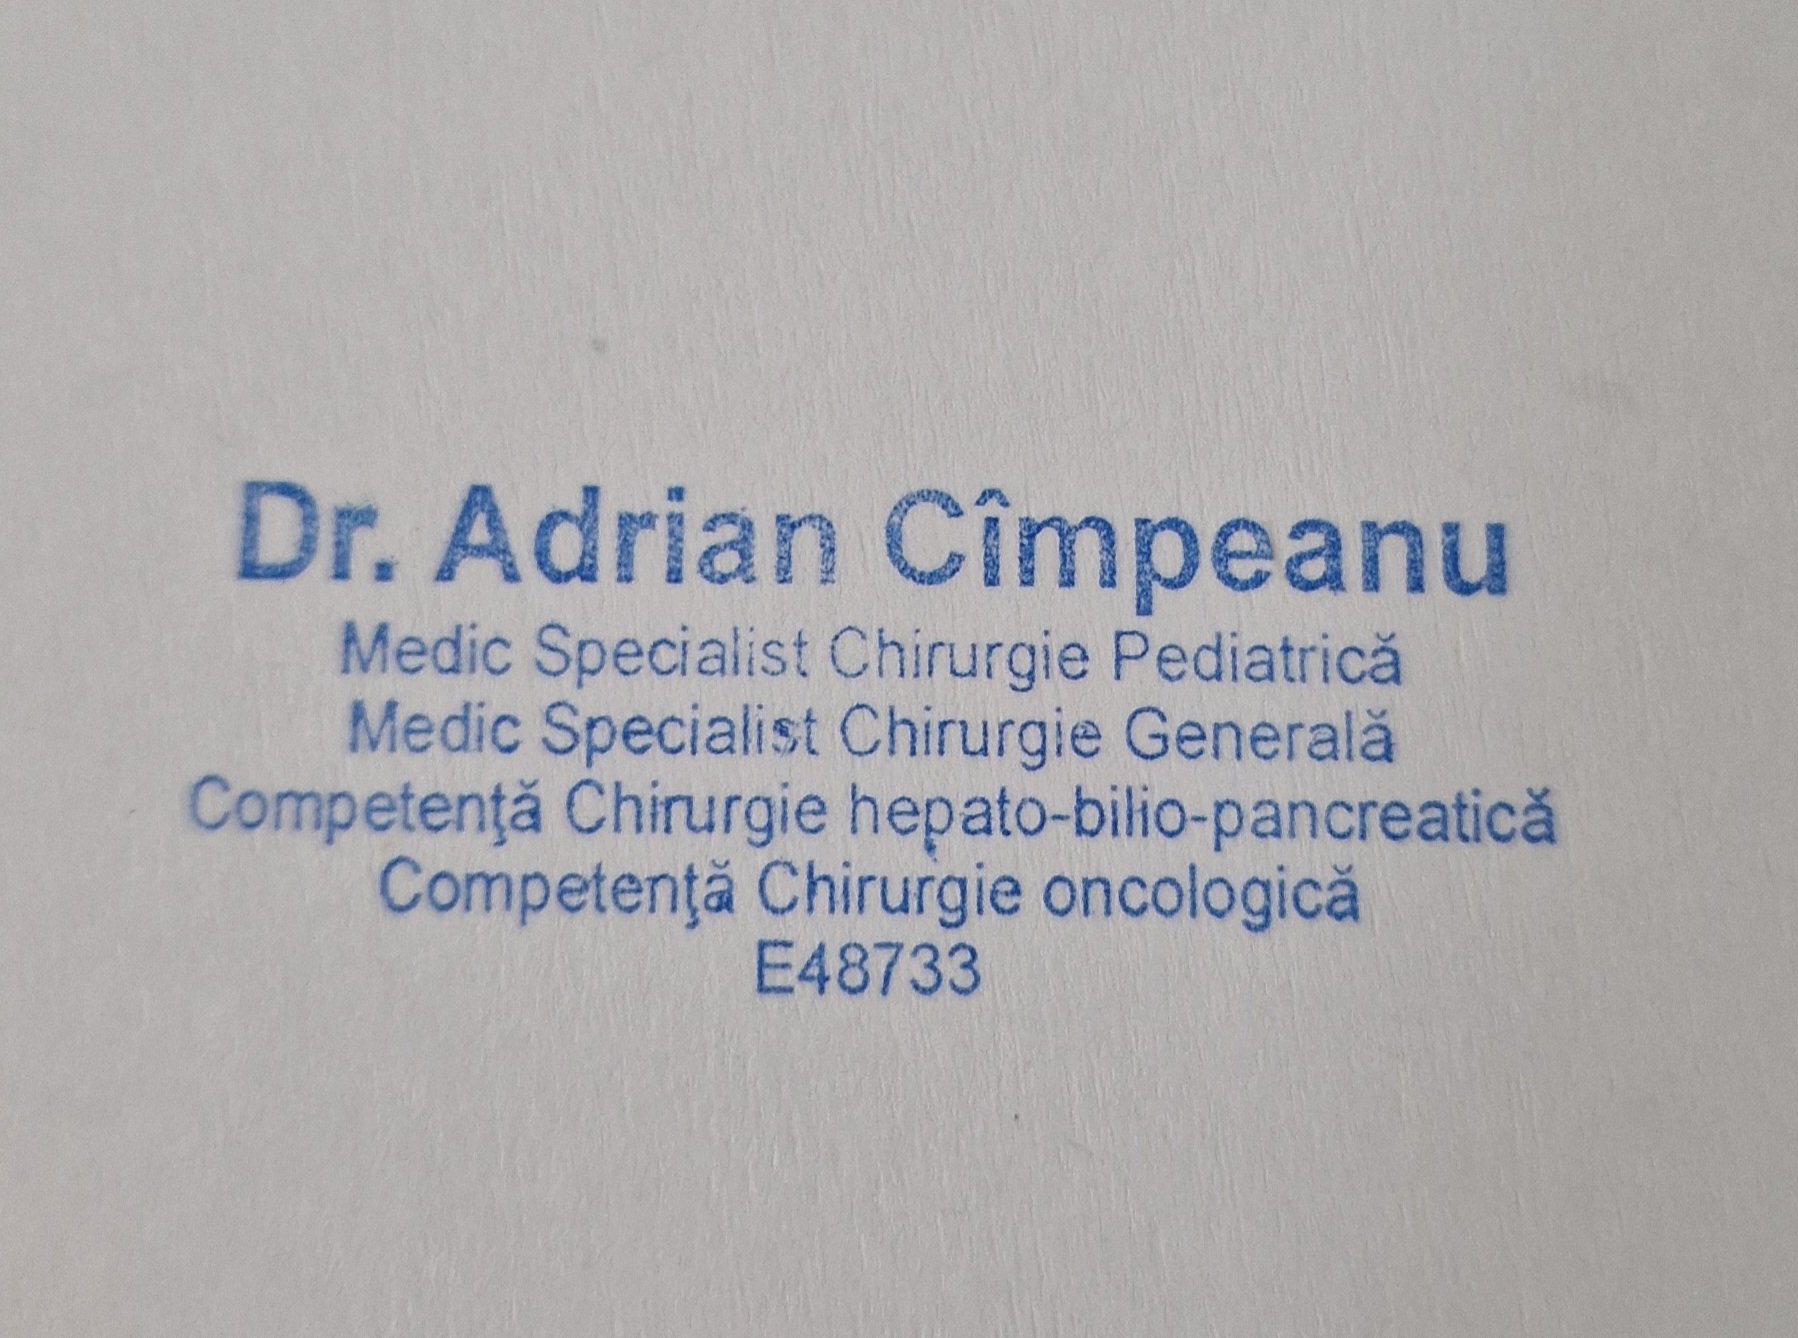 Dr. Adrian Cîmpeanu
Medic Specialist Chirurgie Pediatrică
Medic Specialist Chirurgie Generală
Competenţă Chirurgie hepato-bilio-pancreatică
Competenţă Chirurgie oncologică
E48733